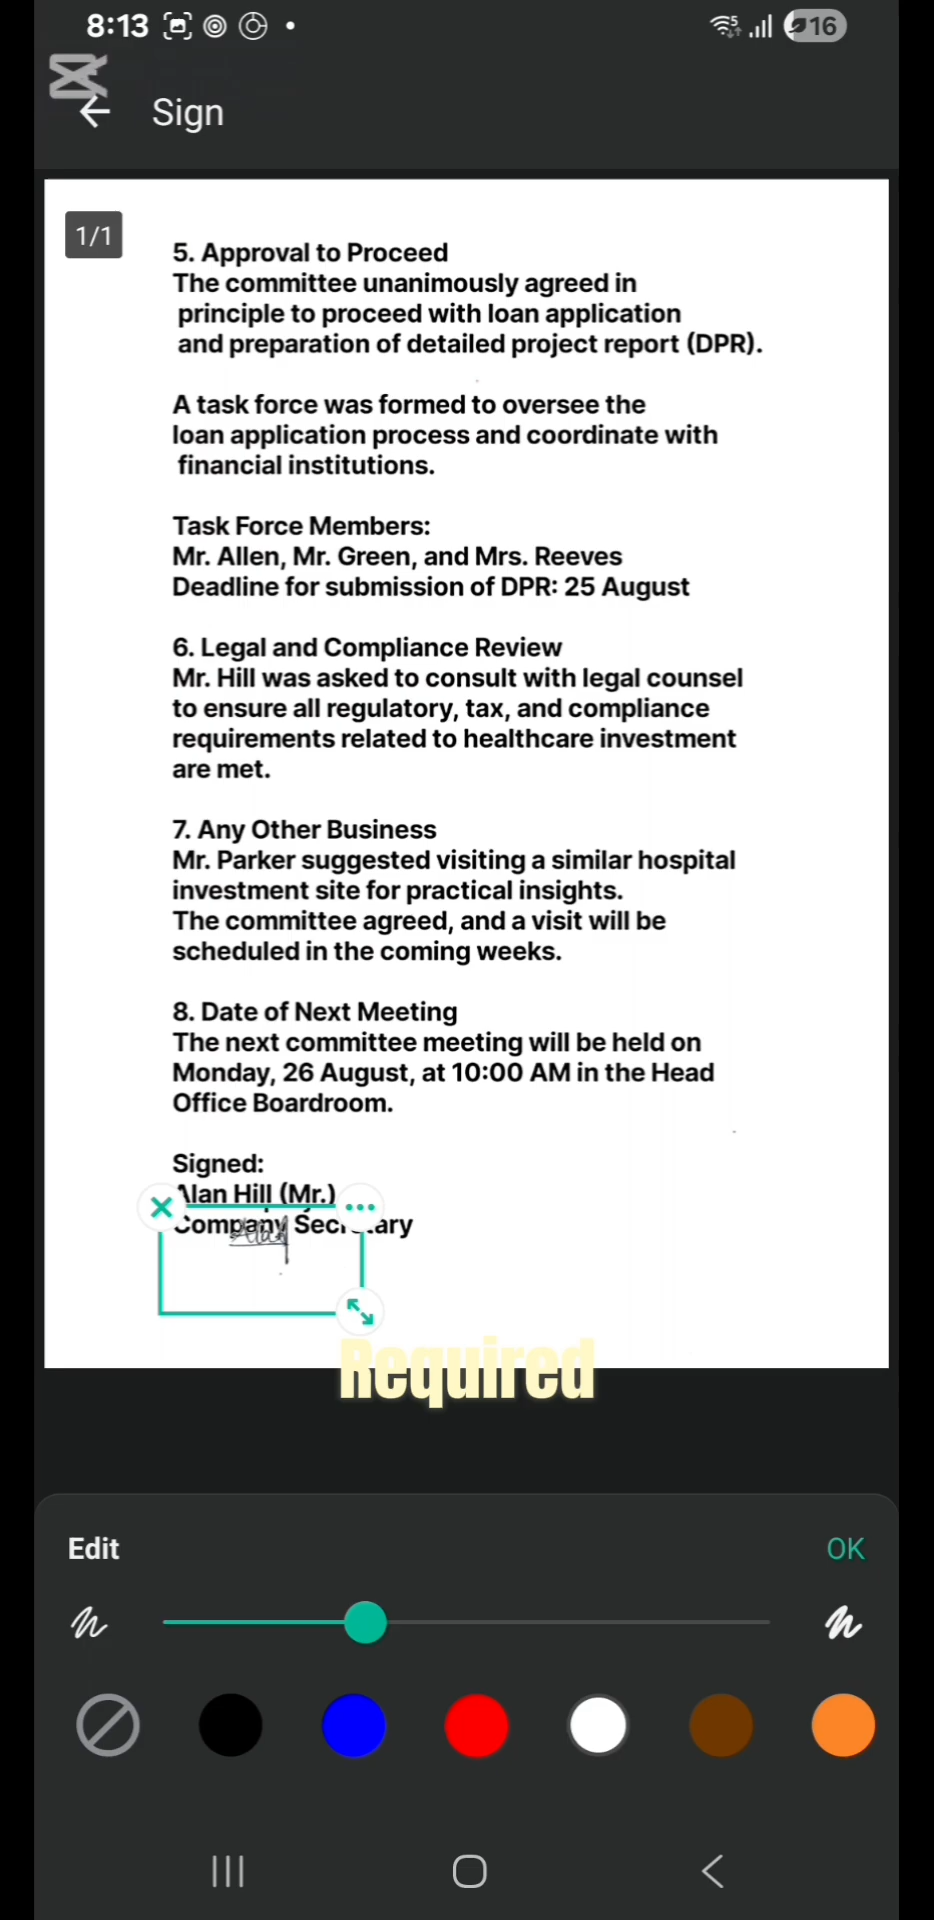 8:13
16
Sign
1/1
5. Approval to Proceed
The committee unanimously agreed in
principle to proceed with loan application
and preparation of detailed project report (DPR).
A task force was formed to oversee the
loan application process and coordinate with
financial institutions.
Task Force Members:
Mr. Allen, Mr. Green, and Mrs. Reeves
Deadline for submission of DPR: 25 August
6. Legal and Compliance Review
Mr. Hill was asked to consult with legal counsel
to ensure all regulatory, tax, and compliance
requirements related to healthcare investment
are met.
7. Any Other Business
Mr. Parker suggested visiting a similar hospital
investment site for practical insights.
The committee agreed, and a visit will be
scheduled in the coming weeks.
8. Date of Next Meeting
The next committee meeting will be held on
Monday, 26 August, at 10:00 AM in the Head
Office Boardroom.
Signed:
Alan Hill (Mr.)
Company Secretary
Required
Edit
OK